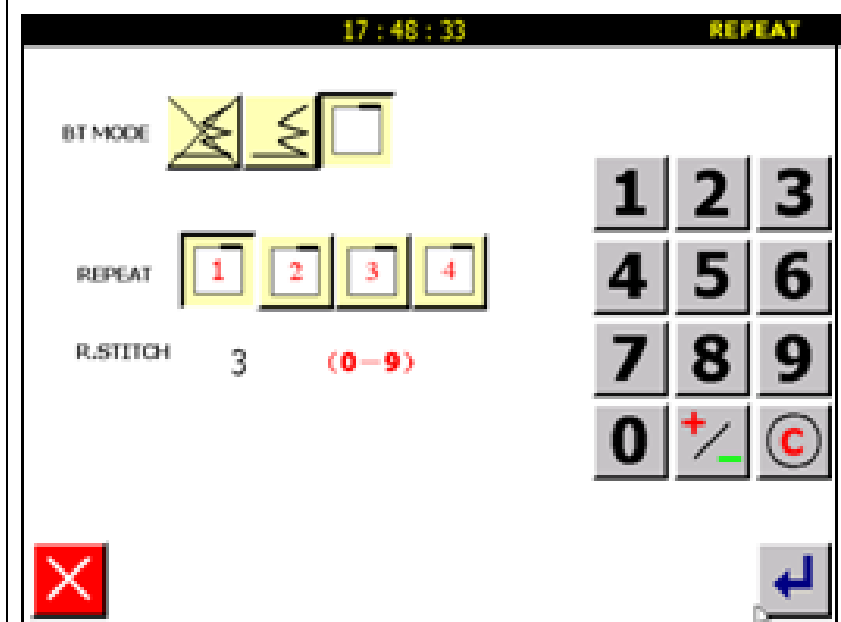 17 : 48 : 33 REPEAT
BT MODE
1 2 3
REPEAT 1 2 3 4
4 5 6
R.STITCH 3 (0-9)
7 8 9
0 +/- C